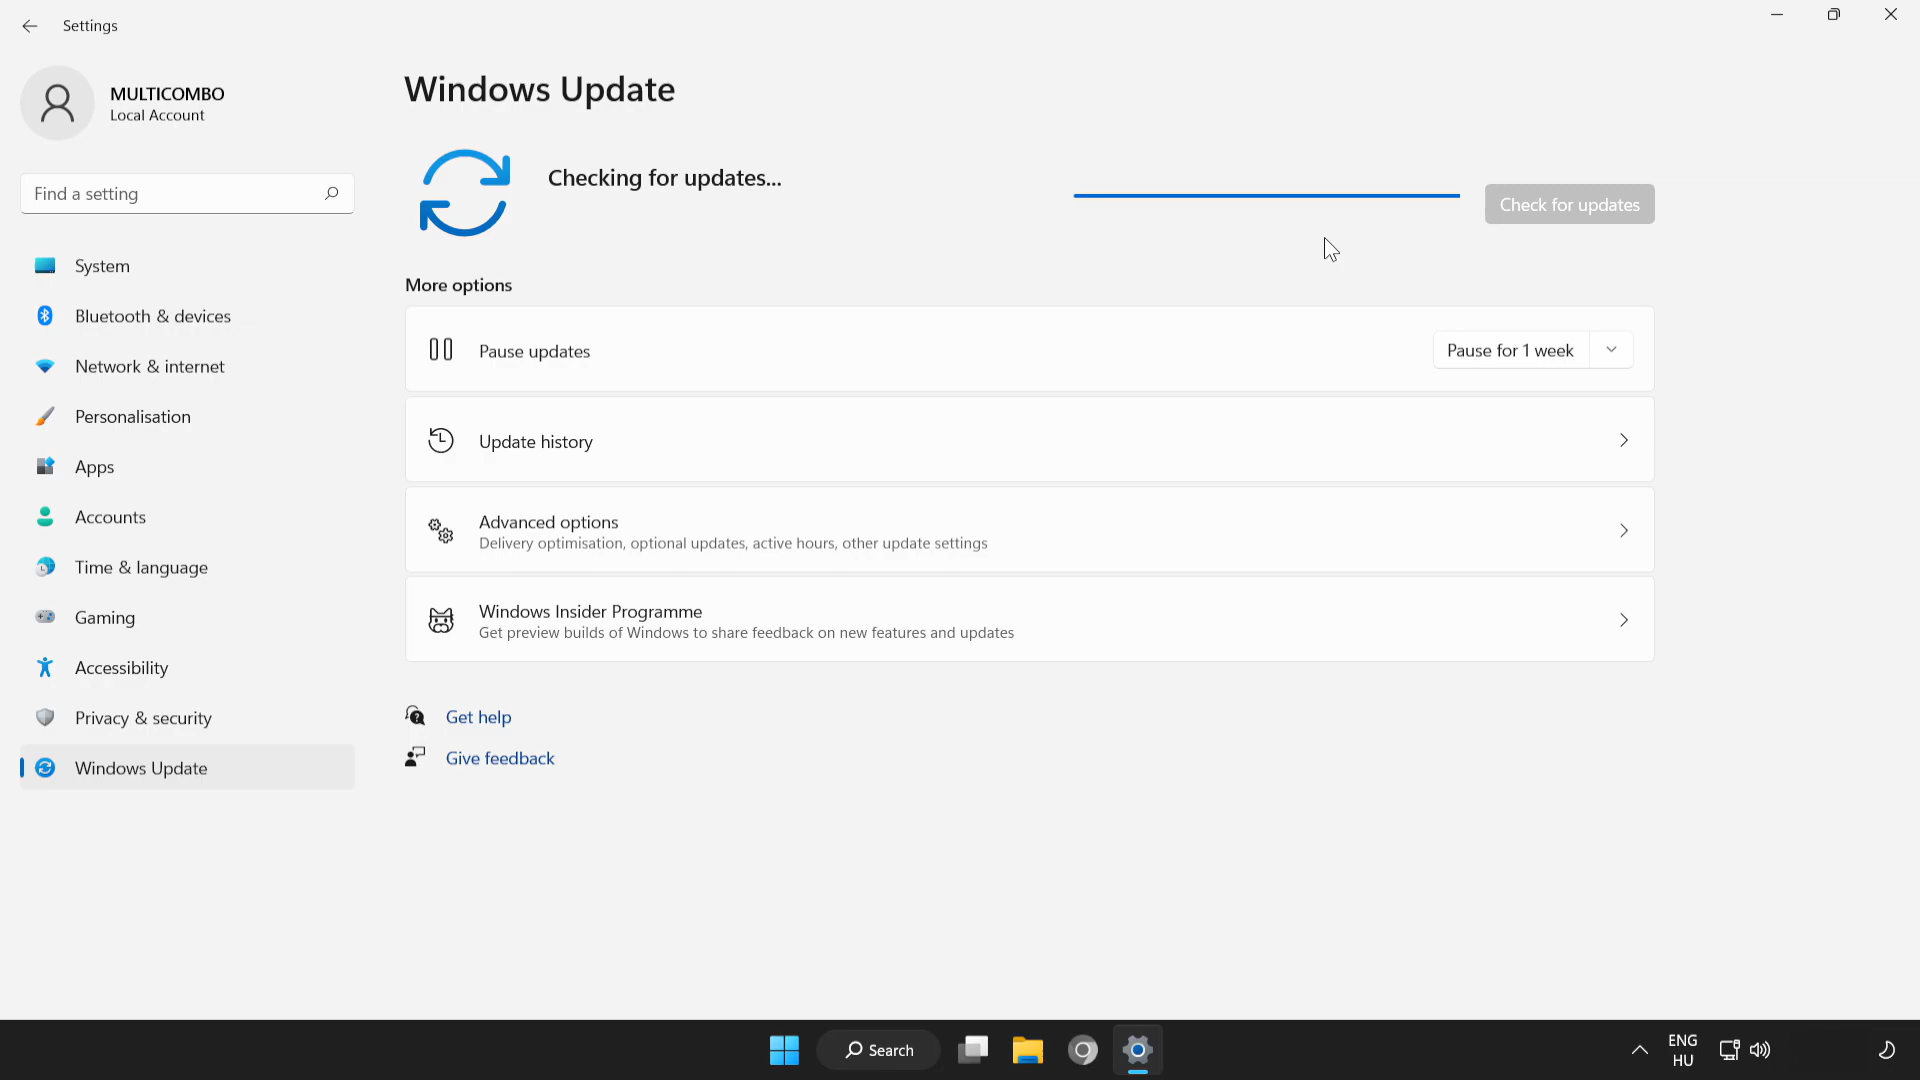 Settings
MULTICOMBO
Local Account
Find a setting
System
Bluetooth & devices
Network & internet
Personalisation
Apps
Accounts
Time & language
Gaming
Accessibility
Privacy & security
Windows Update
Windows Update
Checking for updates...
Check for updates
More options
Pause updates
Pause for 1 week
Update history
Advanced options
Delivery optimisation, optional updates, active hours, other update settings
Windows Insider Programme
Get preview builds of Windows to share feedback on new features and updates
Get help
Give feedback
Search
ENG
HU